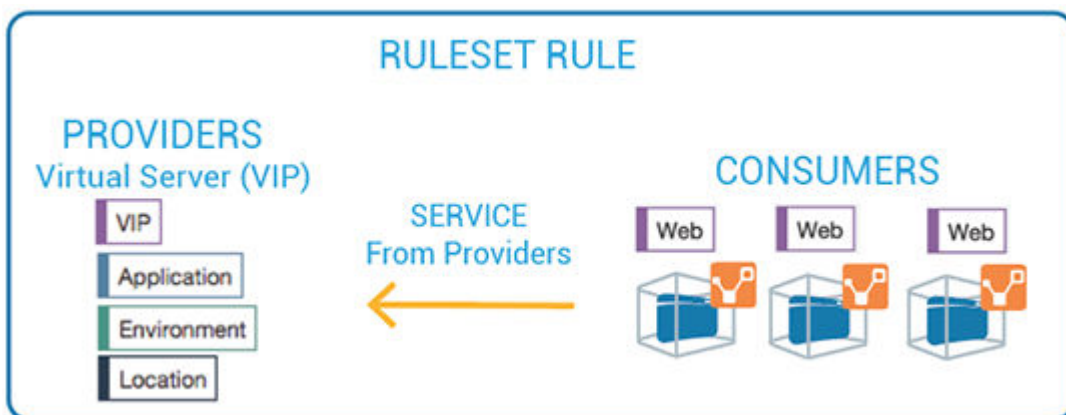 RULESET RULE
PROVIDERS
Virtual Server (VIP)
VIP
Application
Environment
Location
SERVICE
From Providers
CONSUMERS
Web
Web
Web